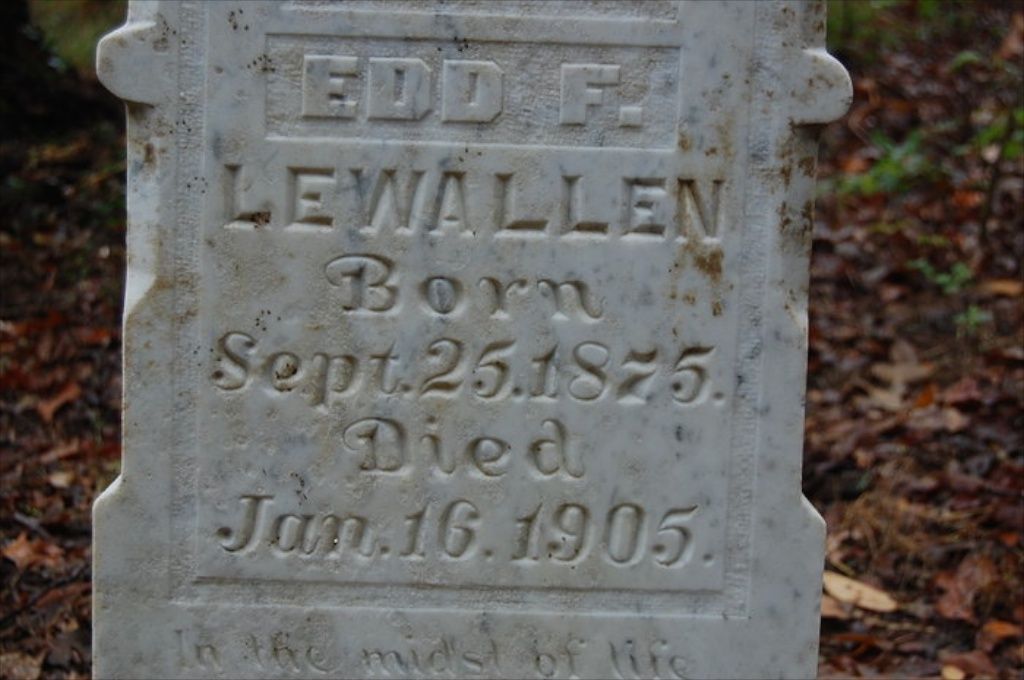 EDD F.
LEWALLEN
Born
Sept. 25. 1875.
Died
Jan. 16. 1905.
In the midst of life